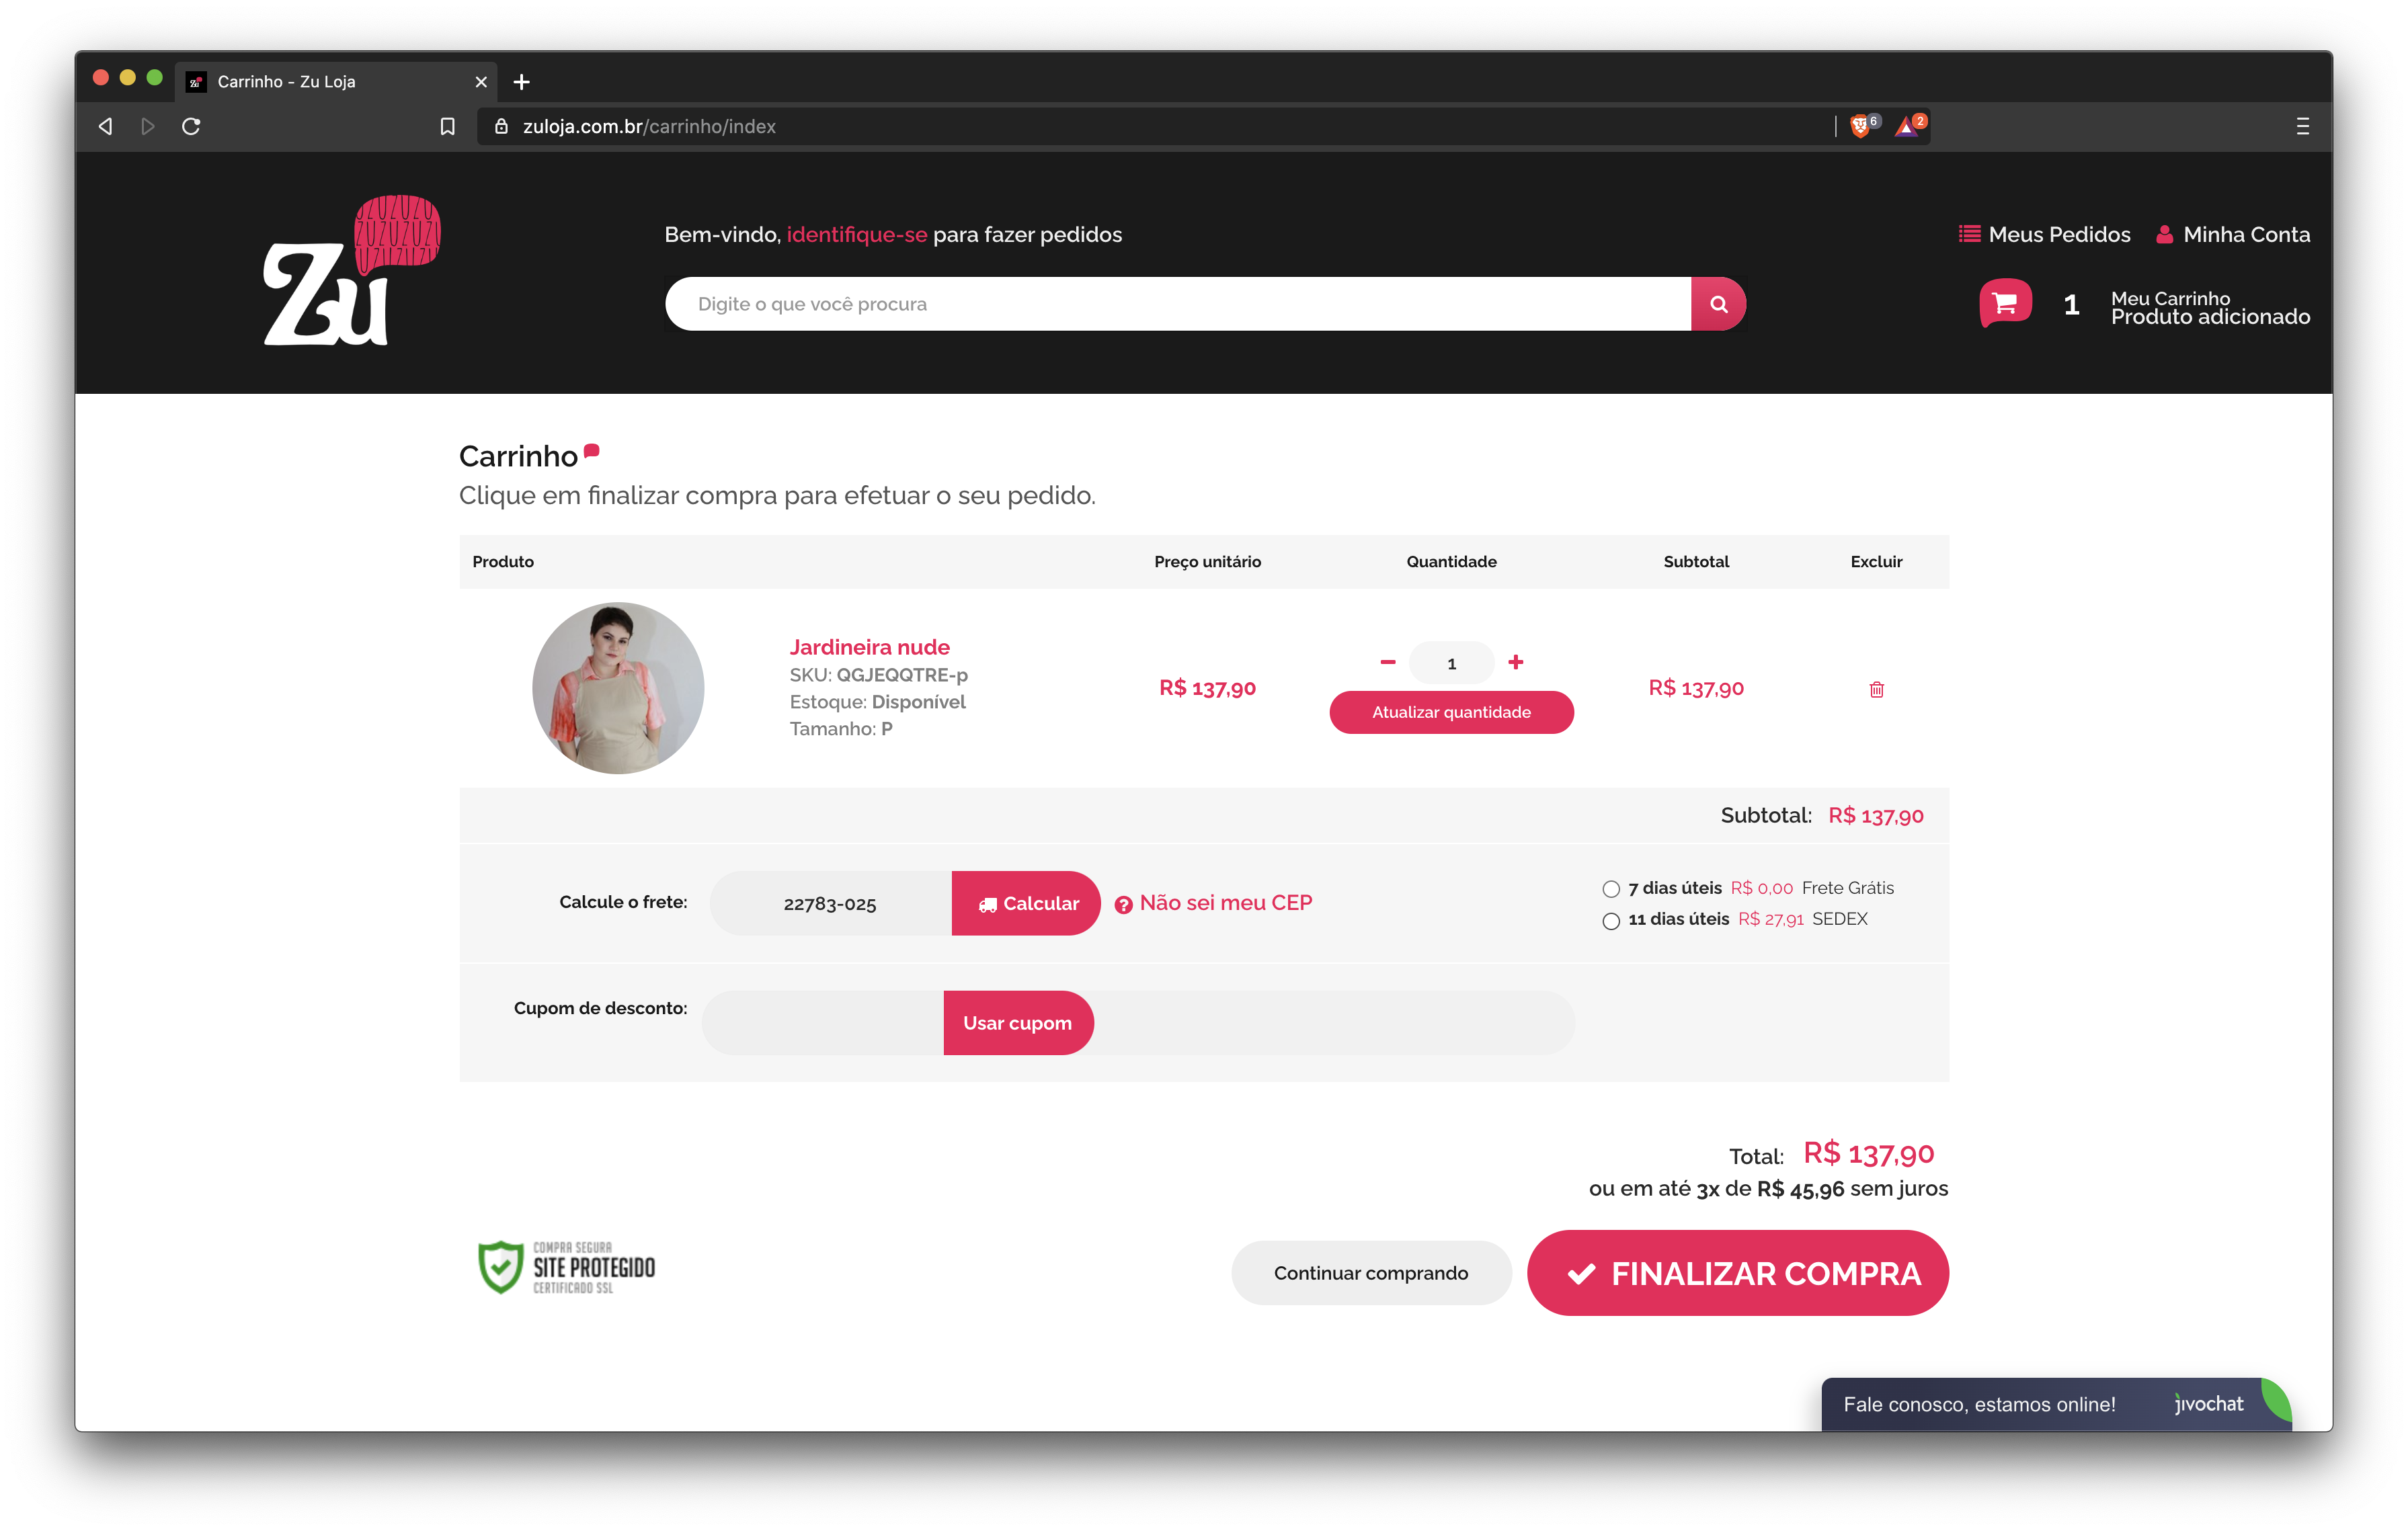 Carrinho - Zu Loja
zuloja.com.br/carrinho/index
6
2
Zu
Bem-vindo, identifique-se para fazer pedidos
Meus Pedidos
Minha Conta
Digite o que você procura
1
Meu Carrinho
Produto adicionado
Carrinho
Clique em finalizar compra para efetuar o seu pedido.
Produto
Preço unitário
Quantidade
Subtotal
Excluir
Jardineira nude
SKU: QGJEQQTRE-p
Estoque: Disponível
Tamanho: P
R$ 137,90
1
Atualizar quantidade
R$ 137,90
Subtotal: R$ 137,90
Calcule o frete:
22783-025
Calcular
Não sei meu CEP
7 dias úteis R$ 0,00 Frete Grátis
11 dias úteis R$ 27,91 SEDEX
Cupom de desconto:
Usar cupom
Total: R$ 137,90
ou em até 3x de R$ 45,96 sem juros
COMPRA SEGURA
SITE PROTEGIDO
CERTIFICADO SSL
Continuar comprando
FINALIZAR COMPRA
Fale conosco, estamos online!
jivochat